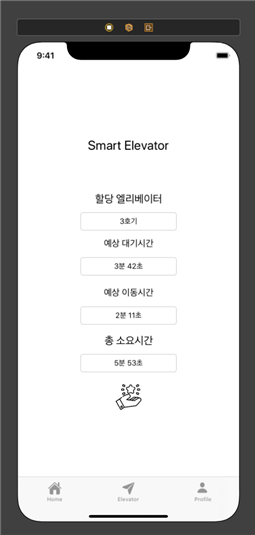 9:41
Smart Elevator
할당 엘리베이터
3호기
예상 대기시간
3분 42초
예상 이동시간
2분 11초
총 소요시간
5분 53초
Home
Elevator
Profile